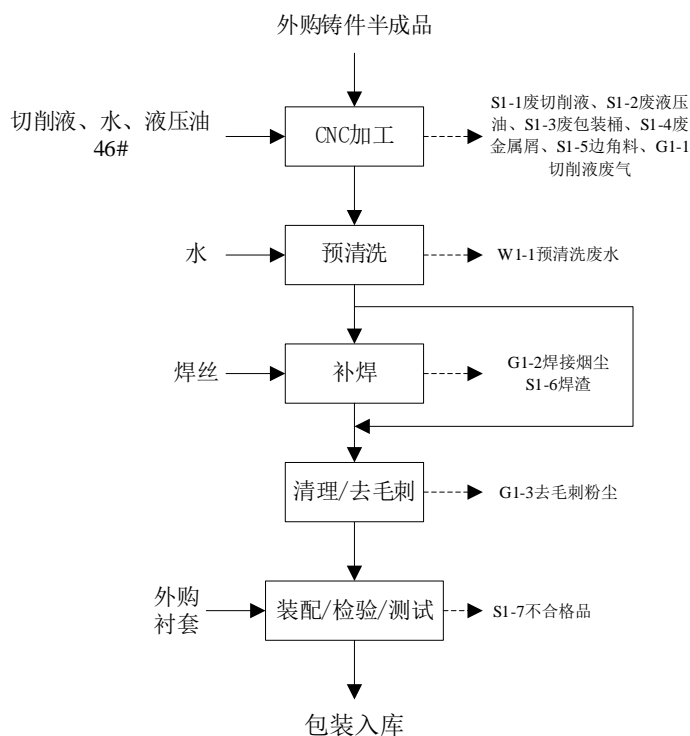 外购铸件半成品
切削液、水、液压油
46#
CNC加工
S1-1废切削液、S1-2废液压
油、S1-3废包装桶、S1-4废
金属屑、S1-5边角料、G1-1
切削液废气
水
预清洗
W1-1预清洗废水
焊丝
补焊
G1-2焊接烟尘
S1-6焊渣
清理/去毛刺
G1-3去毛刺粉尘
外购
衬套
装配/检验/测试
S1-7不合格品
包装入库